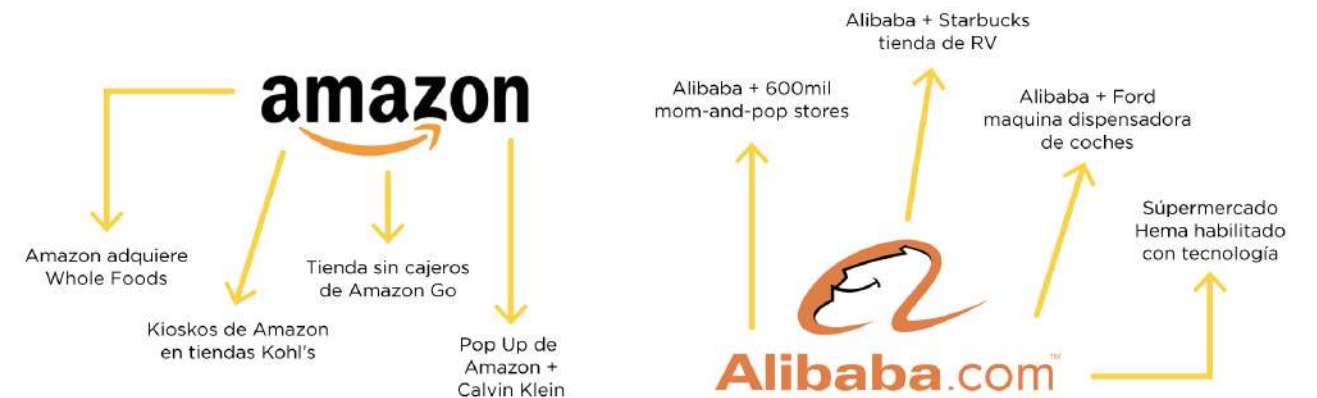 amazon
Amazon adquiere
Whole Foods
Kioskos de Amazon
en tiendas Kohl's
Tienda sin cajeros
de Amazon Go
Pop Up de
Amazon +
Calvin Klein
Alibaba + 600mil
mom-and-pop stores
Alibaba + Starbucks
tienda de RV
Alibaba + Ford
maquina dispensadora
de coches
Súpermercado
Hema habilitado
con tecnología
Alibaba.com™